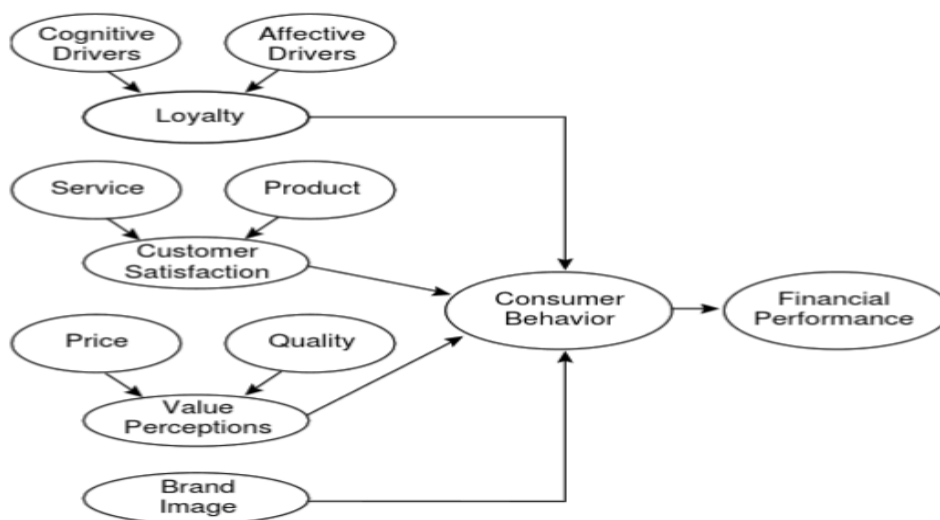 Cognitive
Drivers
Affective
Drivers
Loyalty
Service
Product
Customer
Satisfaction
Consumer
Behavior
Financial
Performance
Price
Quality
Value
Perceptions
Brand
Image